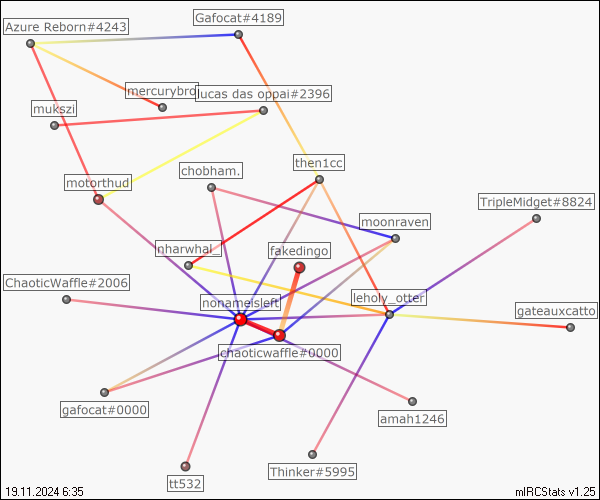 Gafocat#4189
Azure Reborn#4243
mercurybro
lucas das oppai#2396
mukszi
then1cc
chobham.
motorthud
TripleMidget#8824
moonraven
nharwhal_
fakedingo
ChaoticWaffle#2006
nonameisleft
leholy_otter
gateauxcatto
chaoticwaffle#0000
gafocat#0000
amah1246
Thinker#5995
tt532
19.11.2024 6:35
mIRCStats v1.25